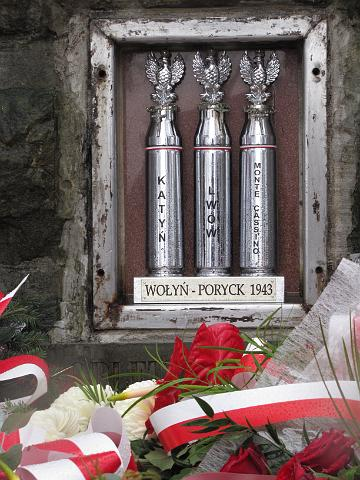 KATYŃ
LWÓW
MONTE CASSINO
WOŁYŃ - PORYCK 1943